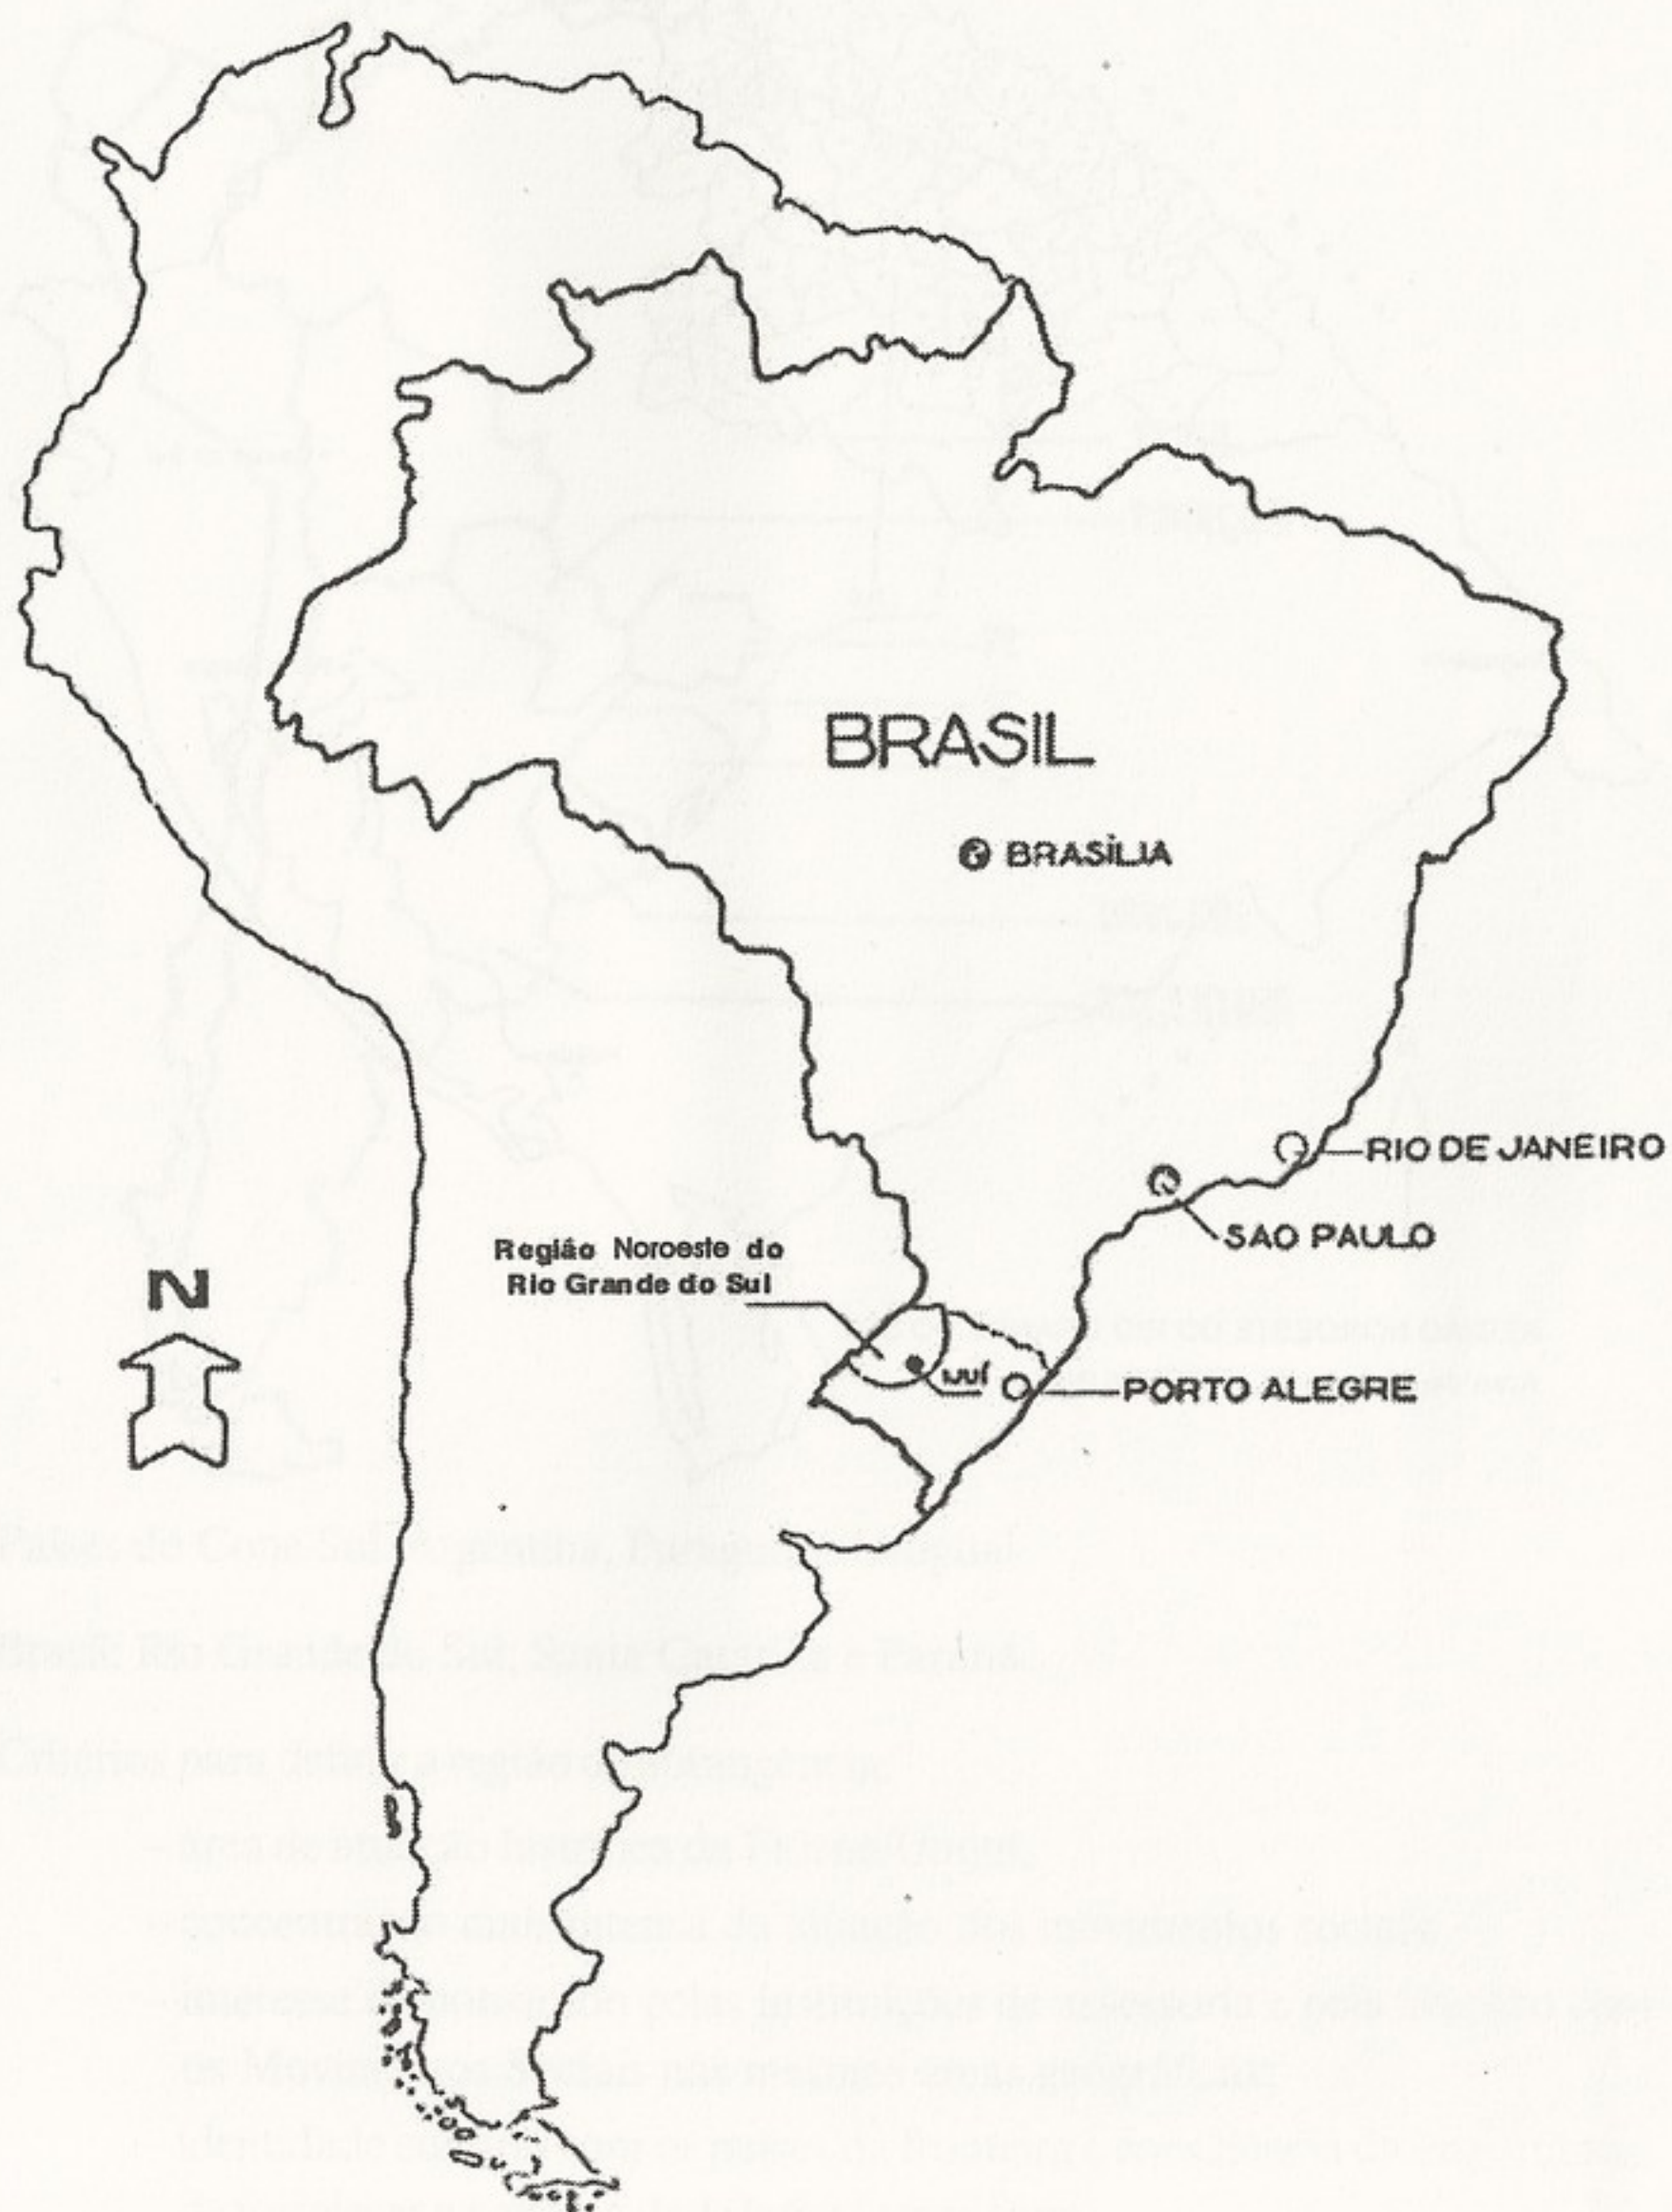 BRASIL
BRASÍLIA
RIO DE JANEIRO
SAO PAULO
Região Noroeste do
Rio Grande do Sul
N
IJUÍ
PORTO ALEGRE